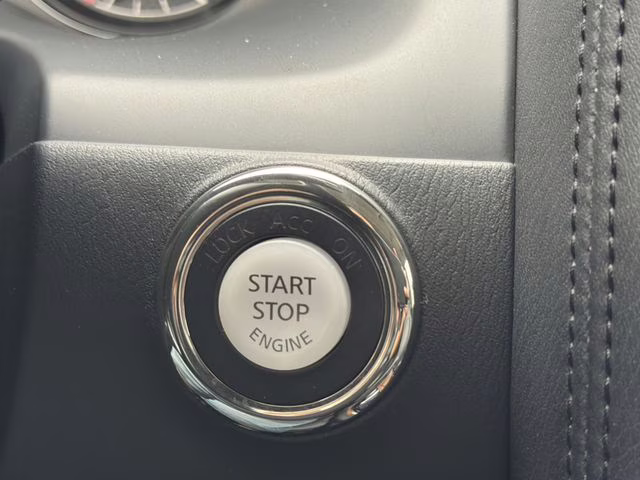 LOCK ACC ON
START
STOP
ENGINE